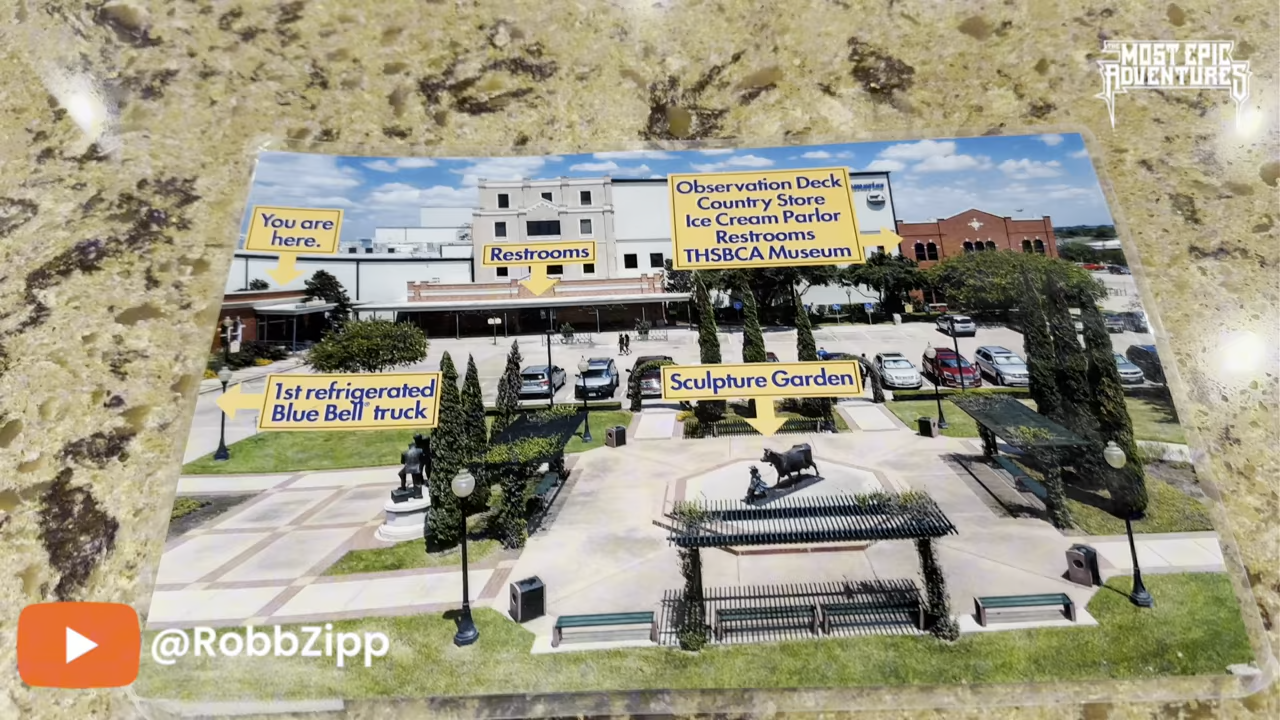 THE
MOST EPIC
ADVENTURES
Observation Deck
Country Store
Ice Cream Parlor
Restrooms
THSBCA Museum
You are
here.
Restrooms
1st refrigerated
Blue Bell® truck
Sculpture Garden
@RobbZipp